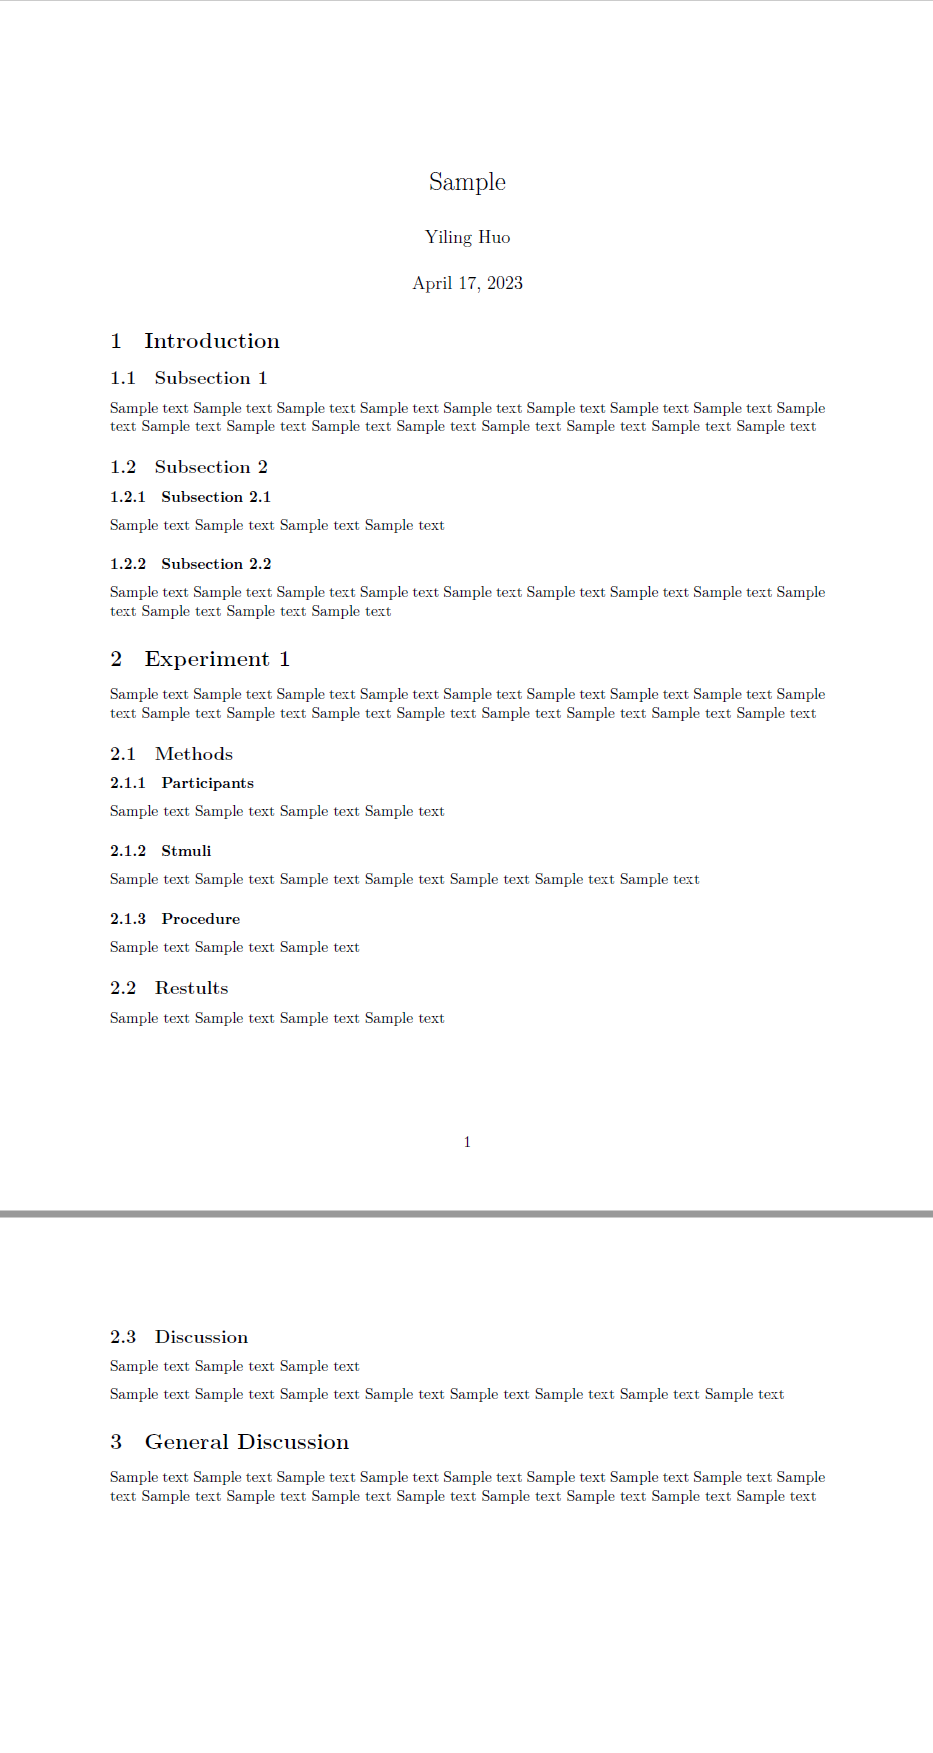 Sample
Yiling Huo
April 17, 2023
1 Introduction
1.1 Subsection 1
Sample text Sample text Sample text Sample text Sample text Sample text Sample text Sample text Sample
text Sample text Sample text Sample text Sample text Sample text Sample text Sample text Sample text
1.2 Subsection 2
1.2.1 Subsection 2.1
Sample text Sample text Sample text Sample text
1.2.2 Subsection 2.2
Sample text Sample text Sample text Sample text Sample text Sample text Sample text Sample text Sample
text Sample text Sample text Sample text
2 Experiment 1
Sample text Sample text Sample text Sample text Sample text Sample text Sample text Sample text Sample
text Sample text Sample text Sample text Sample text Sample text Sample text Sample text Sample text
2.1 Methods
2.1.1 Participants
Sample text Sample text Sample text Sample text
2.1.2 Stmuli
Sample text Sample text Sample text Sample text Sample text Sample text Sample text
2.1.3 Procedure
Sample text Sample text Sample text
2.2 Restults
Sample text Sample text Sample text Sample text
1
2.3 Discussion
Sample text Sample text Sample text
Sample text Sample text Sample text Sample text Sample text Sample text Sample text Sample text
3 General Discussion
Sample text Sample text Sample text Sample text Sample text Sample text Sample text Sample text Sample
text Sample text Sample text Sample text Sample text Sample text Sample text Sample text Sample text